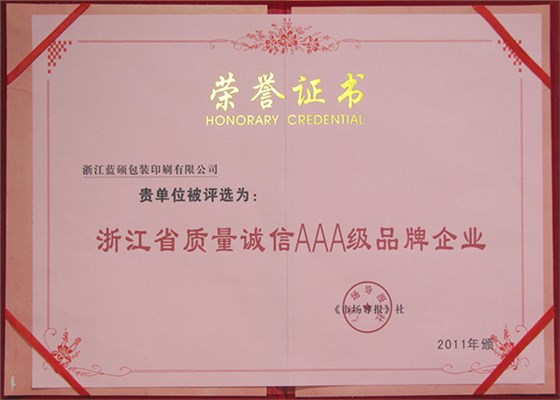 荣誉证书
HONORARY CREDENTIAL
浙江蓝硕包装印刷有限公司
贵单位被评选为：
浙江省质量诚信AAA级品牌企业
《市场导报》社
2011年颁